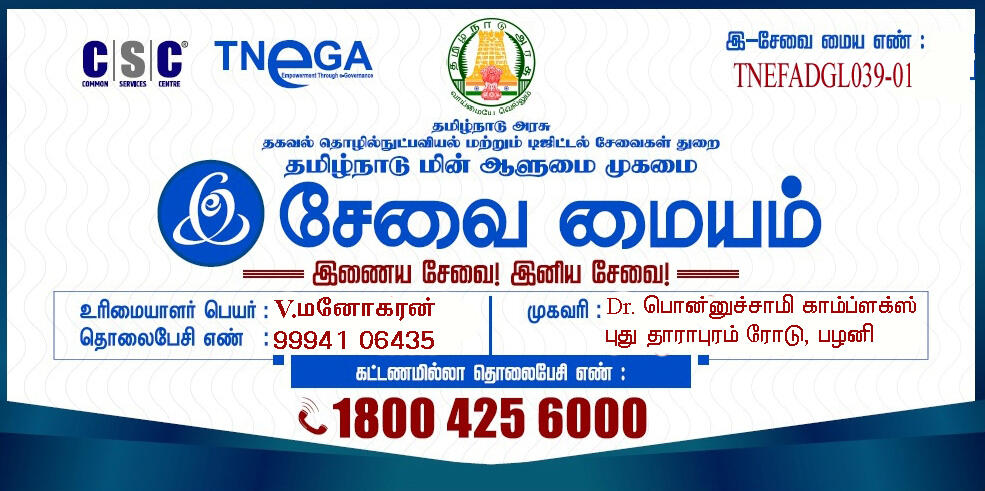 CSC®
COMMON SERVICES CENTRE
TNeGA
Empowerment Through e-Governance
தமிழ்நாடு அரசு
வாய்மையே வெல்லும்
இ-சேவை மைய எண் :
TNEFADGL039-01
தமிழ்நாடு அரசு
தகவல் தொழில்நுட்பவியல் மற்றும் டிஜிட்டல் சேவைகள் துறை
தமிழ்நாடு மின் ஆளுமை முகமை
இ சேவை மையம்
இணைய சேவை! இனிய சேவை!
உரிமையாளர் பெயர் : V.மனோகரன்
தொலைபேசி எண் : 99941 06435
முகவரி : Dr. பொன்னுச்சாமி காம்ப்ளக்ஸ்
புது தாராபுரம் ரோடு, பழனி
கட்டணமில்லா தொலைபேசி எண் :
1800 425 6000